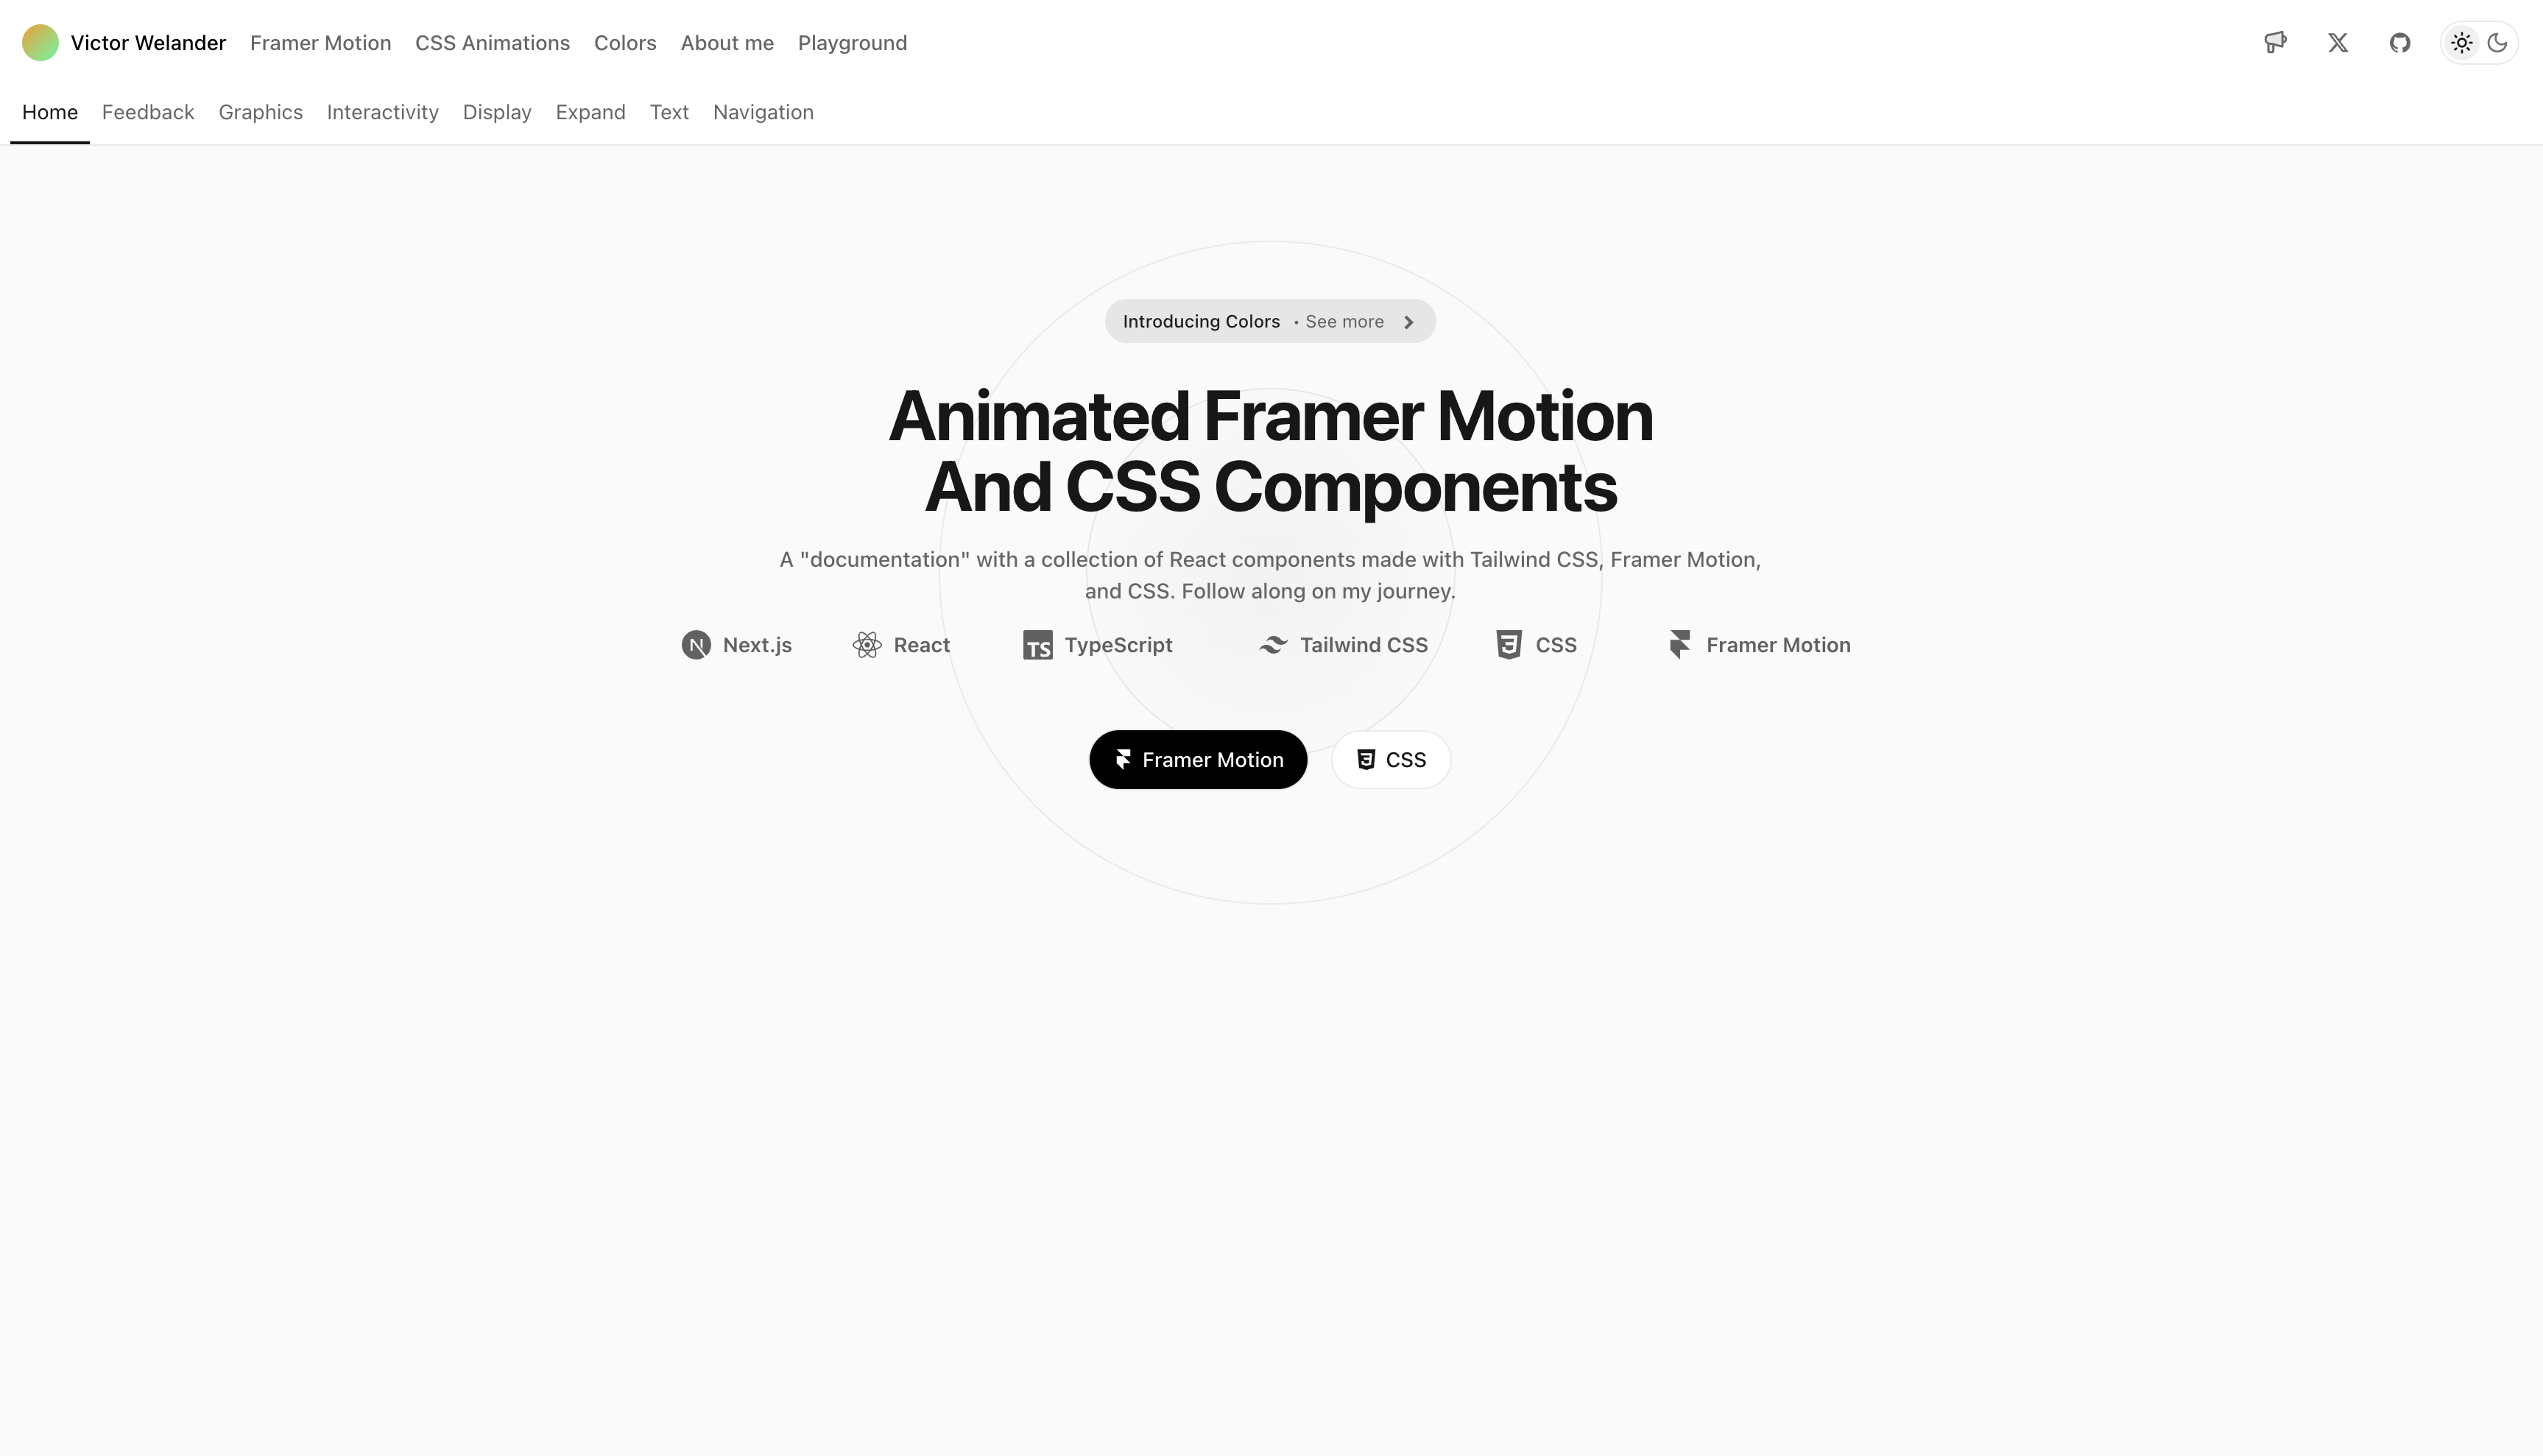 Victor Welander Framer Motion CSS Animations Colors About me Playground
Home Feedback Graphics Interactivity Display Expand Text Navigation
Introducing Colors • See more
Animated Framer Motion
And CSS Components
A "documentation" with a collection of React components made with Tailwind CSS, Framer Motion,
and CSS. Follow along on my journey.
N Next.js React TS TypeScript Tailwind CSS 3 CSS Framer Motion
Framer Motion 3 CSS